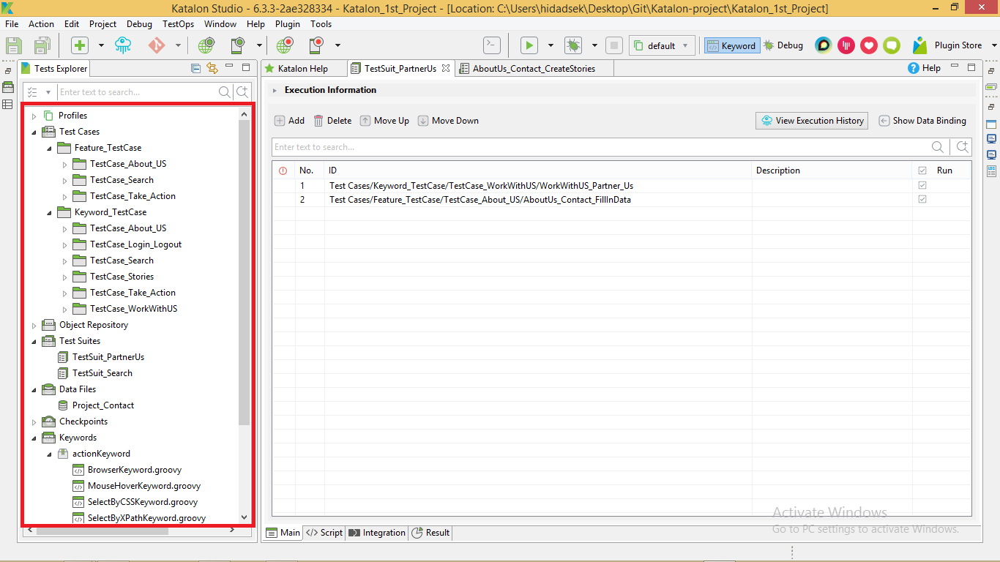 Katalon Studio - 6.3.3-2ae328334 - Katalon_1st_Project - [Location: C:\Users\hidadsek\Desktop\Git\Katalon-project\Katalon_1st_Project]
File Action Edit Project Debug TestOps Window Help Plugin Tools
default Keyword Debug Plugin Store
Tests Explorer
Enter text to search...
Profiles
Test Cases
Feature_TestCase
TestCase_About_US
TestCase_Search
TestCase_Take_Action
Keyword_TestCase
TestCase_About_US
TestCase_Login_Logout
TestCase_Search
TestCase_Stories
TestCase_Take_Action
TestCase_WorkWithUS
Object Repository
Test Suites
TestSuit_PartnerUs
TestSuit_Search
Data Files
Project_Contact
Checkpoints
Keywords
actionKeyword
BrowserKeyword.groovy
MouseHoverKeyword.groovy
SelectByCSSKeyword.groovy
SelectByXPathKeyword.groovy
Katalon Help TestSuit_PartnerUs AboutUs_Contact_CreateStories Help
Execution Information
Add Delete Move Up Move Down View Execution History Show Data Binding
Enter text to search...
No. ID Description Run
1 Test Cases/Keyword_TestCase/TestCase_WorkWithUS/WorkWithUS_Partner_Us
2 Test Cases/Feature_TestCase/TestCase_About_US/AboutUs_Contact_FillInData
Activate Windows
Go to PC settings to activate Windows.
Main Script Integration Result